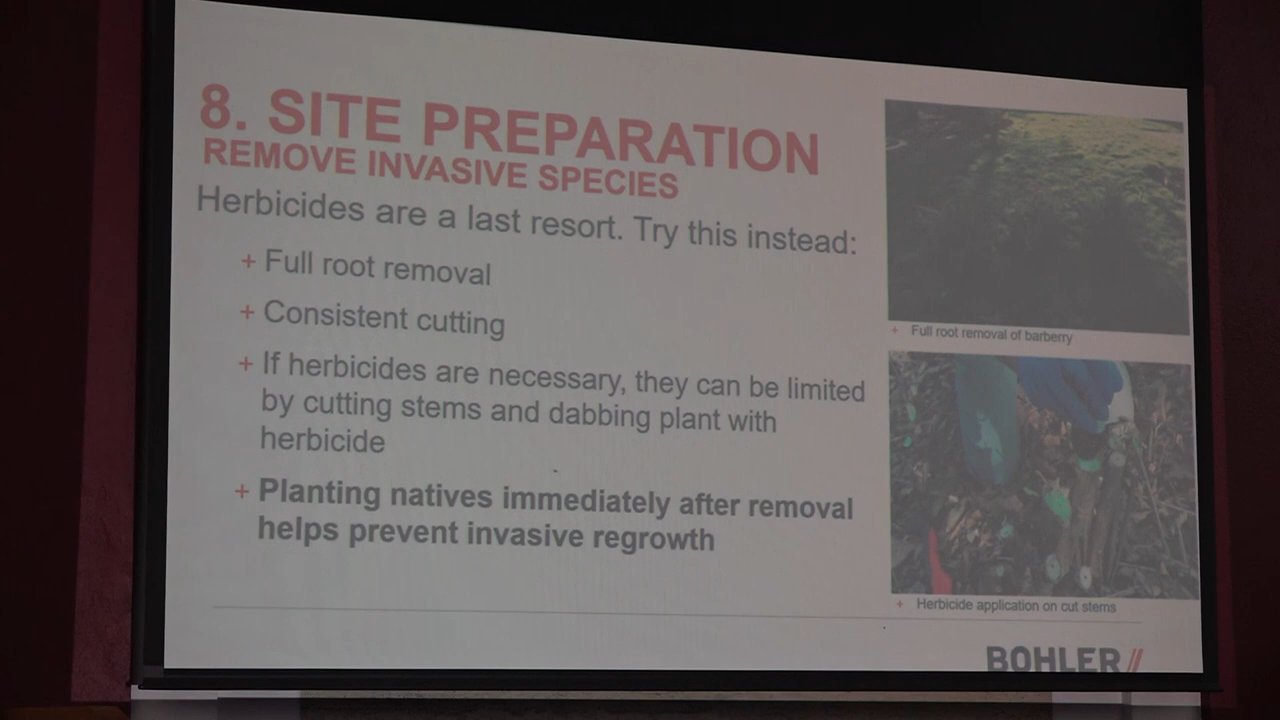 8. SITE PREPARATION
REMOVE INVASIVE SPECIES
Herbicides are a last resort. Try this instead:
+ Full root removal
+ Consistent cutting
+ If herbicides are necessary, they can be limited
by cutting stems and dabbing plant with
herbicide
+ Planting natives immediately after removal
helps prevent invasive regrowth
+ Full root removal of barberry
+ Herbicide application on cut stems
BOHLER//